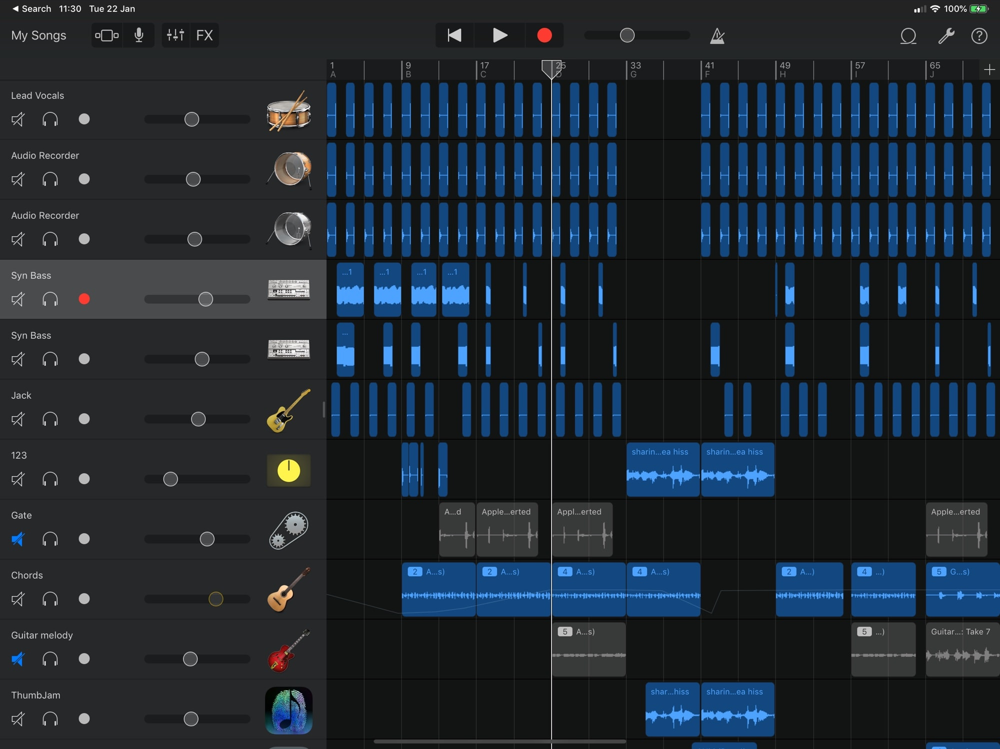 ◀ Search 11:30 Tue 22 Jan 100%
My Songs FX
1 9 17 25 33 41 49 57 65
A B C D G F H I J
Lead Vocals
Audio Recorder
Audio Recorder
Syn Bass
...1 ...1 ...1 ...1
Syn Bass
...
Jack
123
sharin...ea hiss sharin...ea hiss
Gate
A...d Apple...erted Appl...erted Apple...erted
Chords
2 A...s) 2 A...s) 4 A...s) 4 A...s) 2 A...) 4 ...) 5 G...s)
Guitar melody
5 A...s) 5 ...) Guitar...: Take 7
ThumbJam
shar...hiss sharin...ea hiss